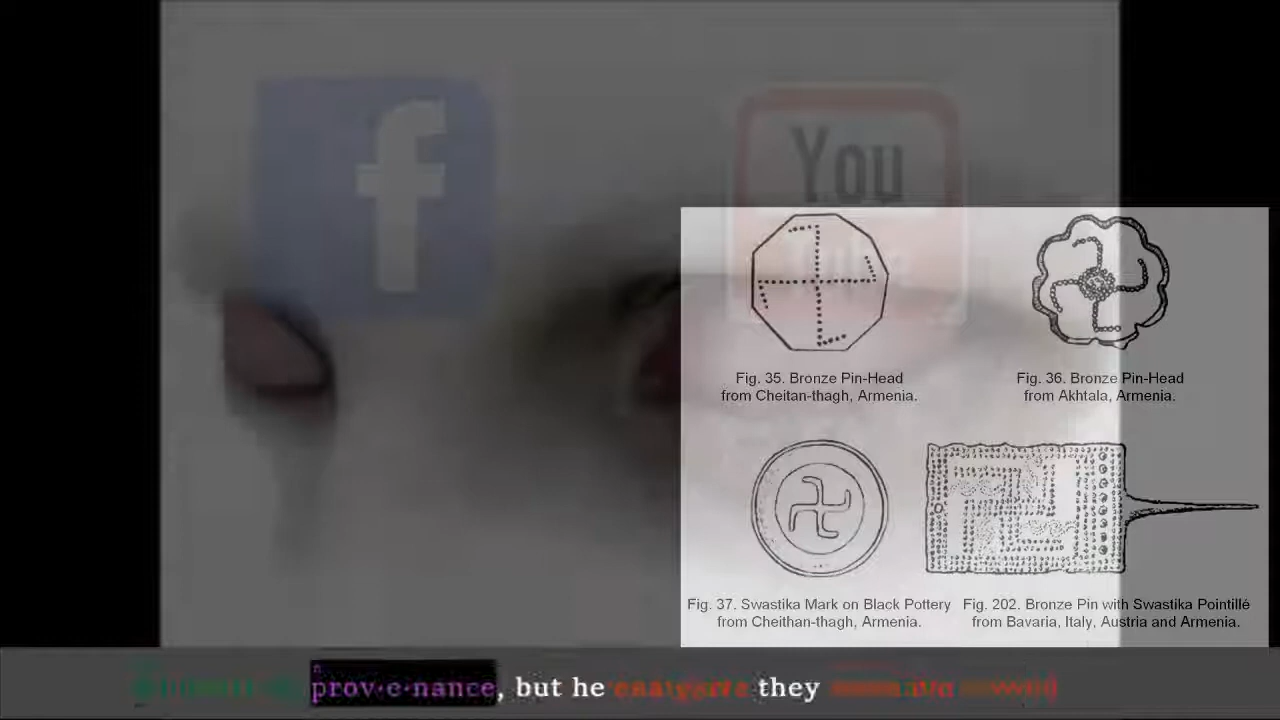 f
You
Tube
Fig. 35. Bronze Pin-Head
from Cheitan-thagh, Armenia.
Fig. 36. Bronze Pin-Head
from Akhtala, Armenia.
Fig. 37. Swastika Mark on Black Pottery
from Cheithan-thagh, Armenia.
Fig. 202. Bronze Pin with Swastika Pointillé
from Bavaria, Italy, Austria and Armenia.
prov·e·nance, but he they